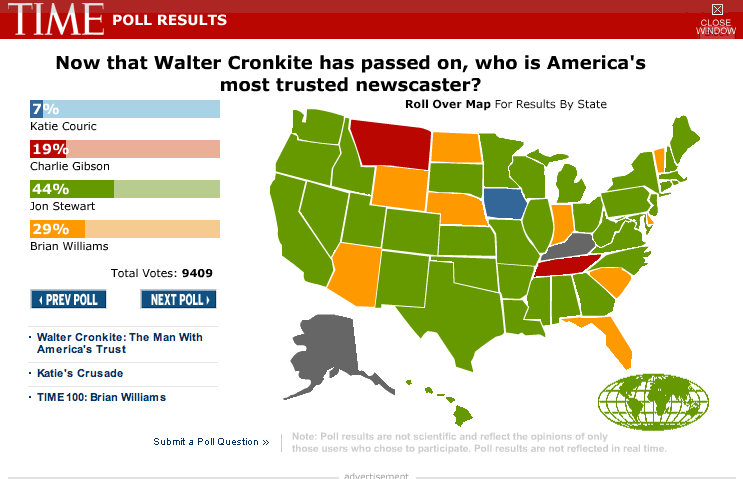 TIME POLL RESULTS
CLOSE
WINDOW
Now that Walter Cronkite has passed on, who is America's
most trusted newscaster?
Roll Over Map For Results By State
7%
Katie Couric
19%
Charlie Gibson
44%
Jon Stewart
29%
Brian Williams
Total Votes: 9409
PREV POLL
NEXT POLL
· Walter Cronkite: The Man With
America's Trust
· Katie's Crusade
· TIME 100: Brian Williams
Submit a Poll Question »
Note: Poll results are not scientific and reflect the opinions of only
those users who chose to participate. Poll results are not reflected in real time.
advertisement